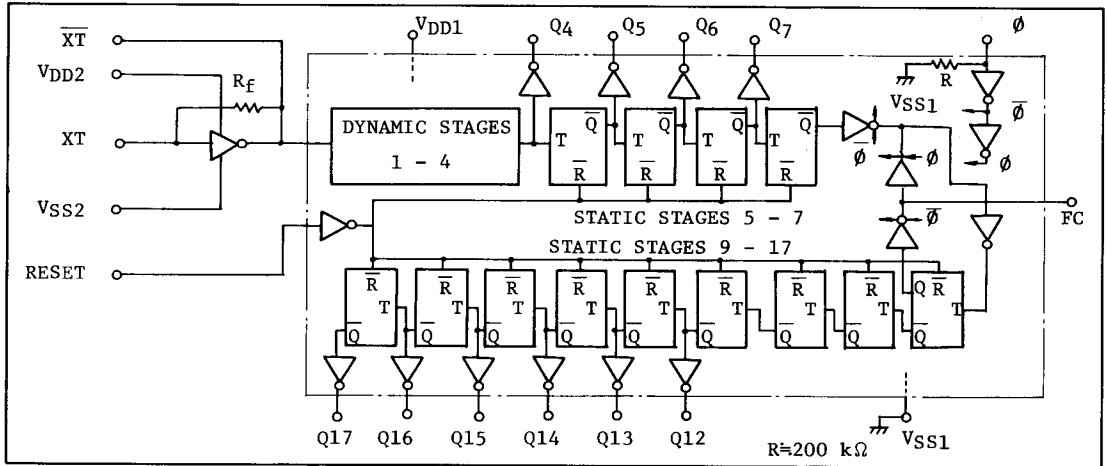 XT
VDD2
Rf
XT
VSS2
RESET
VDD1
Q4
Q5
Q6
Q7
Ø
R
VSS1
Ø
Ø
DYNAMIC STAGES
1 - 4
T
Q
R
T
Q
R
T
Q
R
T
Q
R
Ø
Ø
Ø
FC
STATIC STAGES 5 - 7
STATIC STAGES 9 - 17
R
Q
R
T
Q
R
T
Q
R
T
Q
R
T
Q
R
T
Q
R
T
Q
R
T
Q
Q
R
T
Q
T
Q17
Q16
Q15
Q14
Q13
Q12
VSS1
R≒200 kΩ